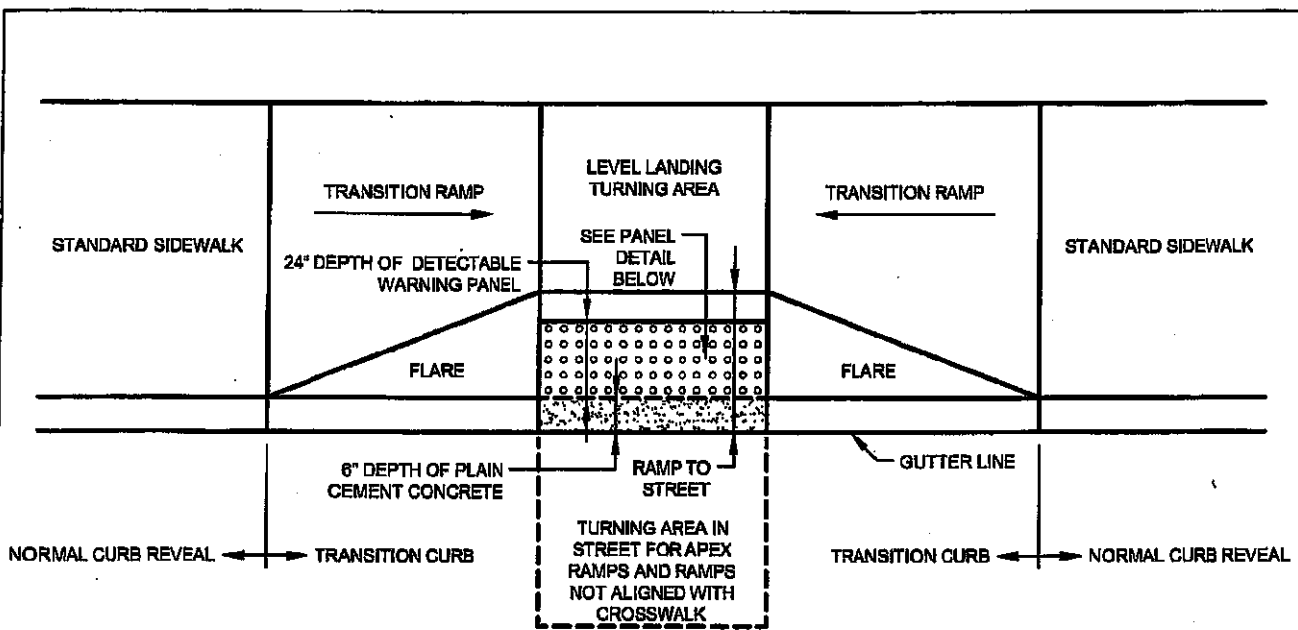 LEVEL LANDING
TURNING AREA
TRANSITION RAMP
TRANSITION RAMP
STANDARD SIDEWALK
24" DEPTH OF DETECTABLE
WARNING PANEL
SEE PANEL
DETAIL
BELOW
STANDARD SIDEWALK
FLARE
FLARE
6" DEPTH OF PLAIN
CEMENT CONCRETE
RAMP TO
STREET
GUTTER LINE
NORMAL CURB REVEAL
TRANSITION CURB
TURNING AREA IN
STREET FOR APEX
RAMPS AND RAMPS
NOT ALIGNED WITH
CROSSWALK
TRANSITION CURB
NORMAL CURB REVEAL